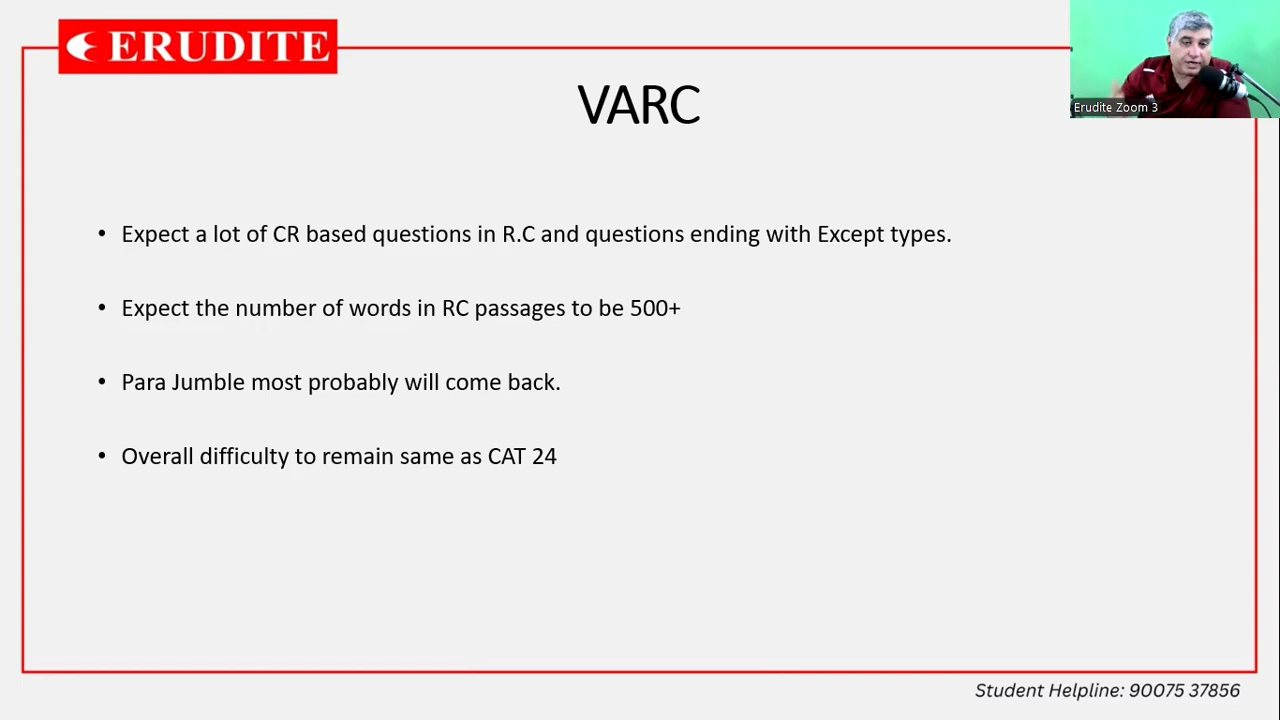 ERUDITE
Erudite Zoom 3
VARC
• Expect a lot of CR based questions in R.C and questions ending with Except types.
• Expect the number of words in RC passages to be 500+
• Para Jumble most probably will come back.
• Overall difficulty to remain same as CAT 24
Student Helpline: 90075 37856